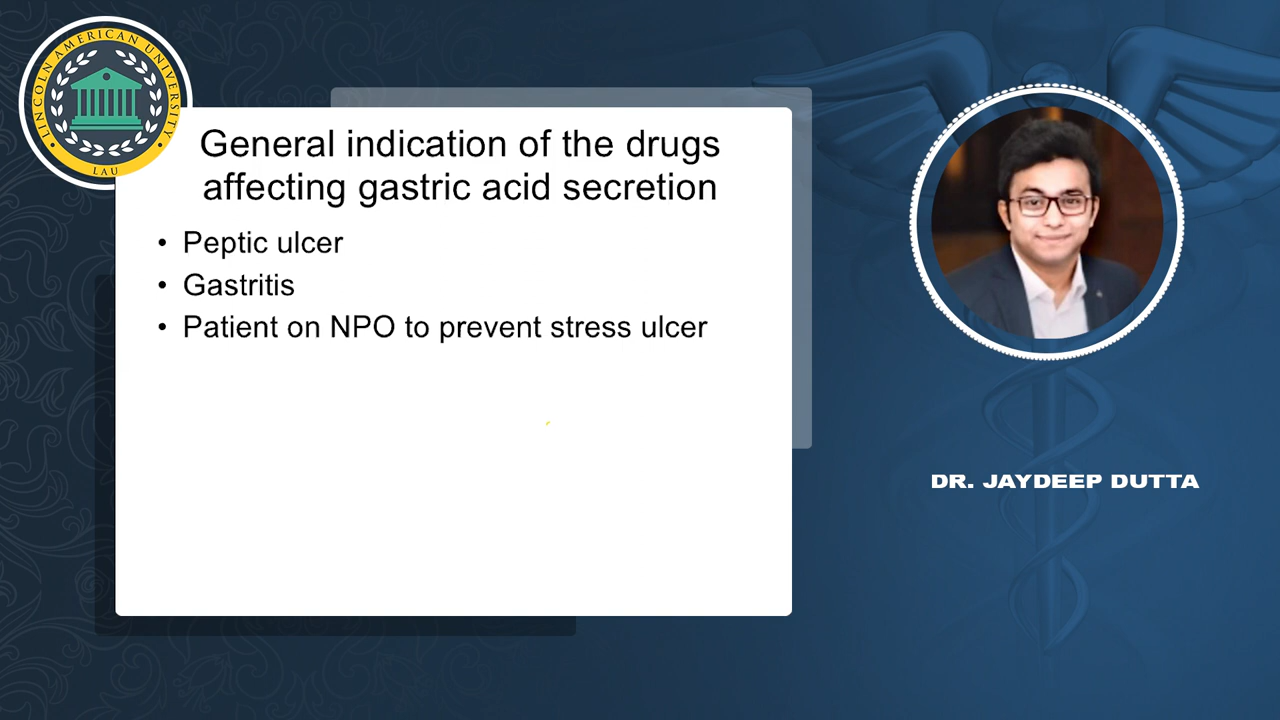 LINCOLN AMERICAN UNIVERSITY
LAU
General indication of the drugs
affecting gastric acid secretion
• Peptic ulcer
• Gastritis
• Patient on NPO to prevent stress ulcer
DR. JAYDEEP DUTTA